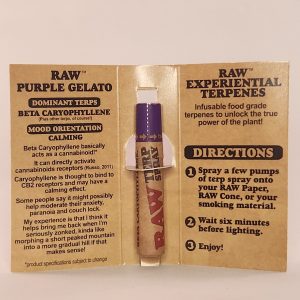 RAW™
PURPLE GELATO
DOMINANT TERPS
BETA CARYOPHYLLENE
(Plus other terps, of course!)
MOOD ORIENTATION
CALMING
Beta Caryophyllene basically
acts as a cannabinoid!*
It can directly activate
cannabinoids receptors (Russo, 2011)
Caryophyllene is thought to bind to
CB2 receptors and may have a
calming effect.
Some people say it might possibly
help moderate their anxiety,
paranoia and couch lock.
My experience is that I think it
helps bring me back when I'm
seriously zonked, kinda like
morphing a short peaked mountain
into a more gradual hill if that
makes sense!
*product specifications subject to change
RAW
TERP
SPRAY
RAW™
EXPERIENTIAL
TERPENES
Infusable food grade
terpenes to unlock the true
power of the plant!
DIRECTIONS
1 Spray a few pumps
of terp spray onto
your RAW Paper,
RAW Cone, or your
smoking material.
2 Wait six minutes
before lighting.
3 Enjoy!